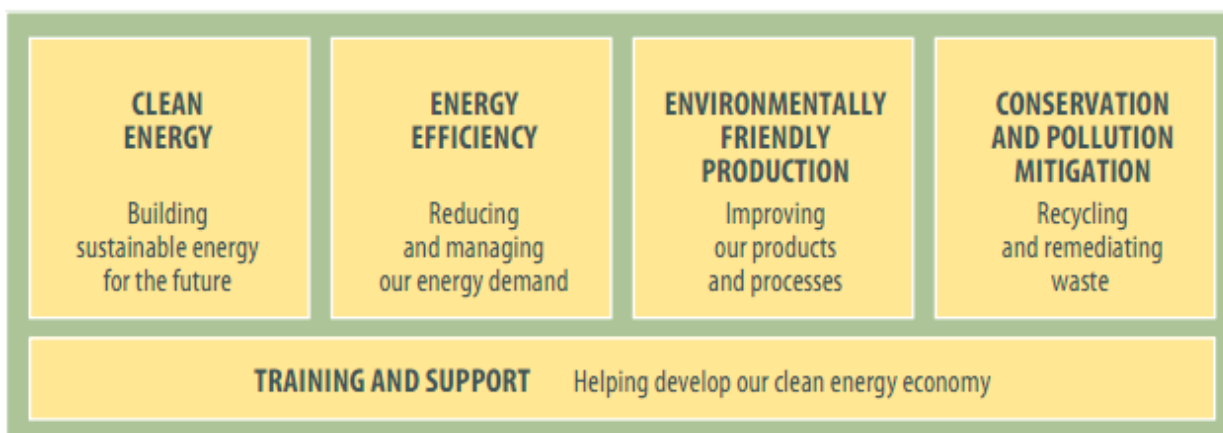 CLEAN
ENERGY
Building
sustainable energy
for the future
ENERGY
EFFICIENCY
Reducing
and managing
our energy demand
ENVIRONMENTALLY
FRIENDLY
PRODUCTION
Improving
our products
and processes
CONSERVATION
AND POLLUTION
MITIGATION
Recycling
and remediating
waste
TRAINING AND SUPPORT Helping develop our clean energy economy